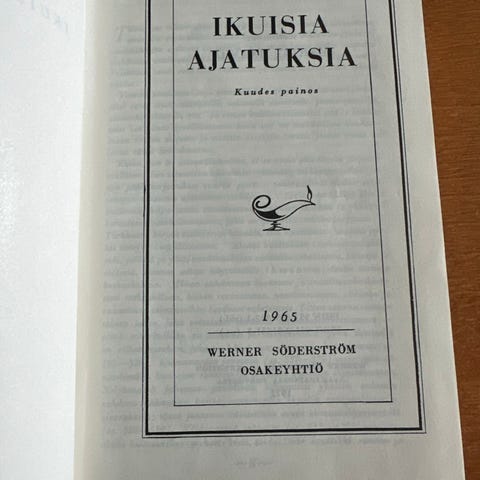 IKUISIA
AJATUKSIA
Kuudes painos
1965
WERNER SÖDERSTRÖM
OSAKEYHTIÖ